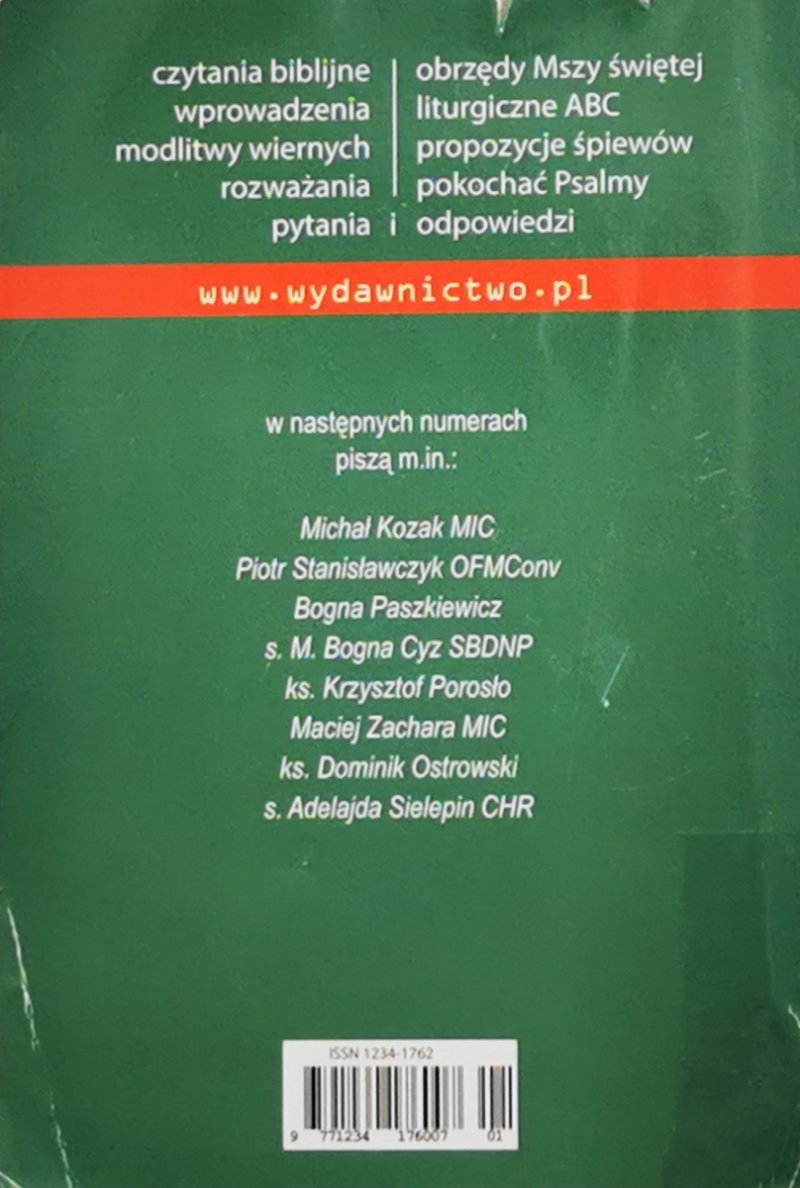 czytania biblijne | obrzędy Mszy świętej
wprowadzenia | liturgiczne ABC
modlitwy wiernych | propozycje śpiewów
rozważania | pokochać Psalmy
pytania i odpowiedzi
www.wydawnictwo.pl
w następnych numerach
piszą m.in.:
Michał Kozak MIC
Piotr Stanisławczyk OFMConv
Bogna Paszkiewicz
s. M. Bogna Cyz SBDNP
ks. Krzysztof Porosło
Maciej Zachara MIC
ks. Dominik Ostrowski
s. Adelajda Sielepin CHR
ISSN 1234-1762
9 771234 176007 01